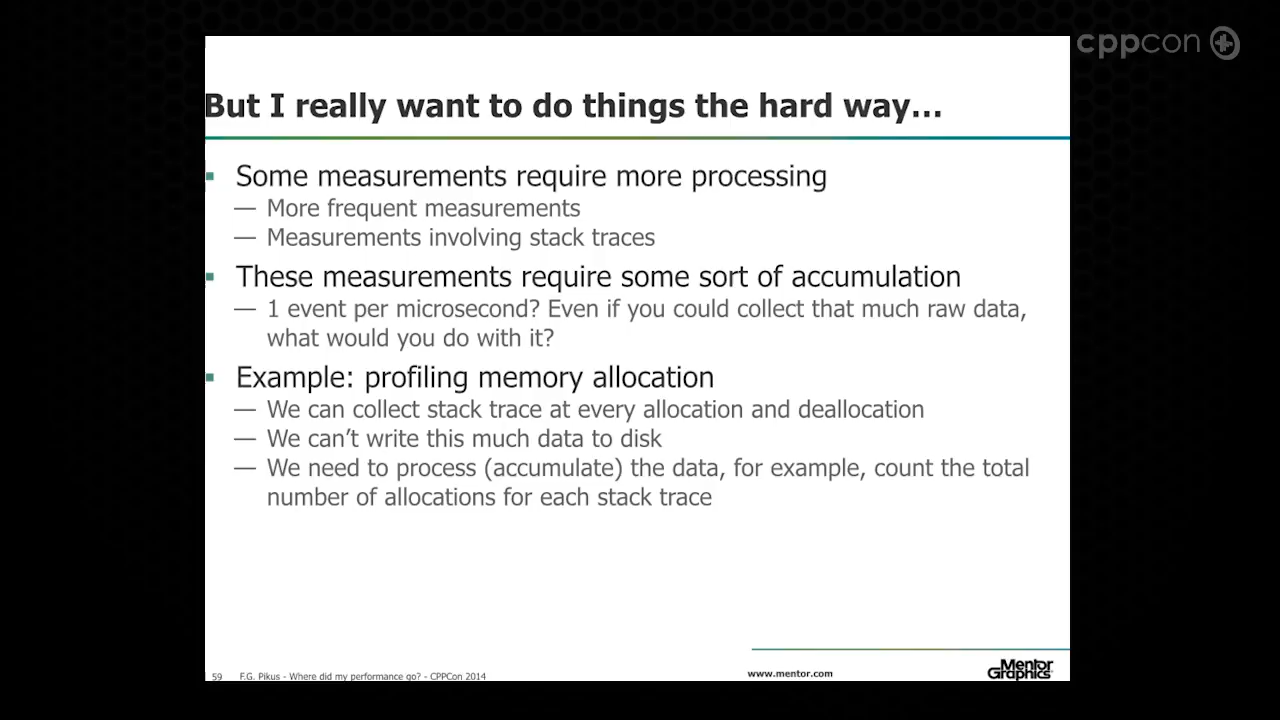 cppcon
But I really want to do things the hard way...
Some measurements require more processing
— More frequent measurements
— Measurements involving stack traces
These measurements require some sort of accumulation
— 1 event per microsecond? Even if you could collect that much raw data,
what would you do with it?
Example: profiling memory allocation
— We can collect stack trace at every allocation and deallocation
— We can't write this much data to disk
— We need to process (accumulate) the data, for example, count the total
number of allocations for each stack trace
59 F.G. Pikus - Where did my performance go? - CPPCon 2014
www.mentor.com
Mentor
Graphics